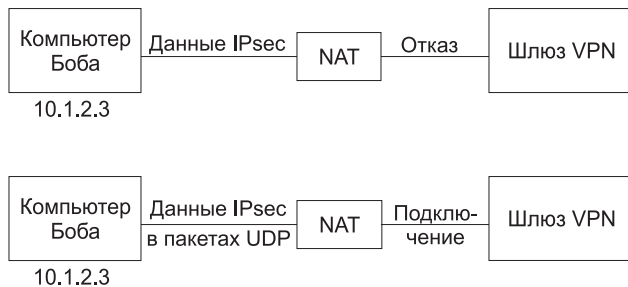 Компьютер
Боба
Данные IPsec
NAT
Отказ
Шлюз VPN
10.1.2.3
Компьютер
Боба
Данные IPsec
в пакетах UDP
NAT
Подклю-
чение
Шлюз VPN
10.1.2.3